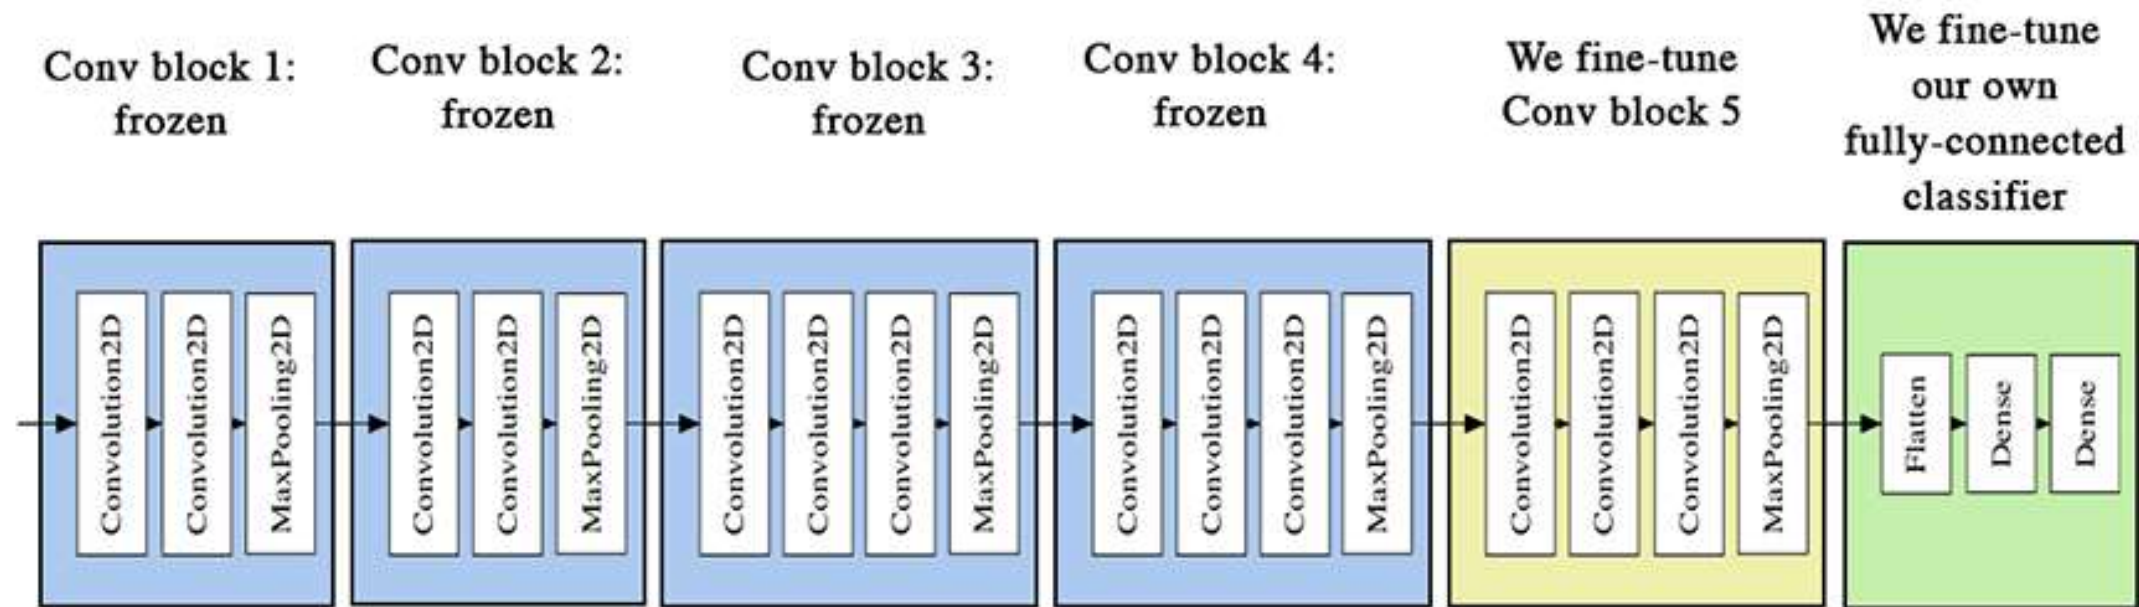 Conv block 1:
frozen
Conv block 2:
frozen
Conv block 3:
frozen
Conv block 4:
frozen
We fine-tune
Conv block 5
We fine-tune
our own
fully-connected
classifier
Convolution2D
Convolution2D
MaxPooling2D
Convolution2D
Convolution2D
MaxPooling2D
Convolution2D
Convolution2D
Convolution2D
MaxPooling2D
Convolution2D
Convolution2D
Convolution2D
MaxPooling2D
Convolution2D
Convolution2D
Convolution2D
MaxPooling2D
Flatten
Dense
Dense